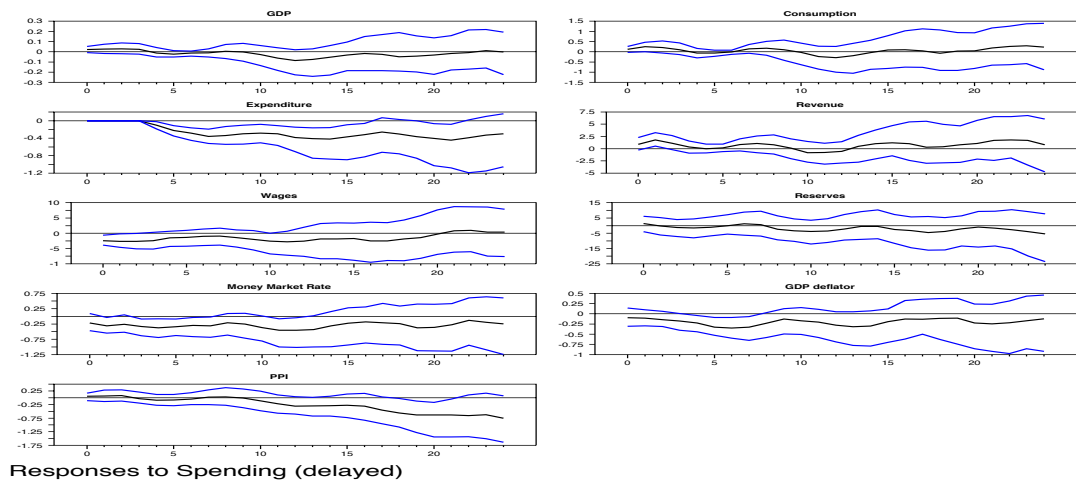 GDP
0.3
0.2
0.1
0
-0.1
-0.2
-0.3
0 5 10 15 20
Consumption
1.5
1
0.5
0
-0.5
-1
-1.5
0 5 10 15 20
Expenditure
0
-0.4
-0.8
-1.2
0 5 10 15 20
Revenue
7.5
5
2.5
0
-2.5
-5
0 5 10 15 20
Wages
10
5
0
-5
-1
0 5 10 15 20
Reserves
15
5
-5
-15
-25
0 5 10 15 20
Money Market Rate
0.75
0.25
-0.25
-0.75
-1.25
0 5 10 15 20
GDP deflator
0.5
0.25
0
-0.25
-0.5
-0.75
-1
0 5 10 15 20
PPI
0.25
-0.25
-0.75
-1.25
-1.75
0 5 10 15 20
Responses to Spending (delayed)